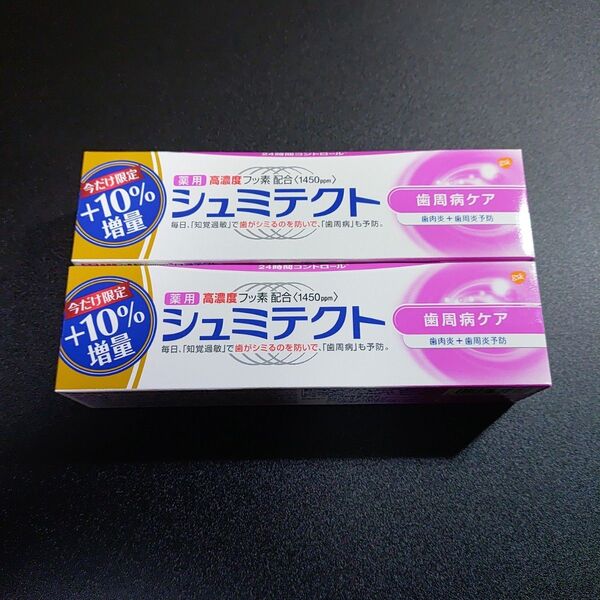 24時間コントロール
今だけ限定
+10%
増量
薬用 高濃度フッ素配合〈1450ppm〉
シュミテクト
毎日、「知覚過敏」で歯がシミるのを防いで、「歯周病」も予防。
gsk
歯周病ケア
歯肉炎＋歯周炎予防
24時間コントロール
今だけ限定
+10%
増量
薬用 高濃度フッ素配合〈1450ppm〉
シュミテクト
毎日、「知覚過敏」で歯がシミるのを防いで、「歯周病」も予防。
gsk
歯周病ケア
歯肉炎＋歯周炎予防